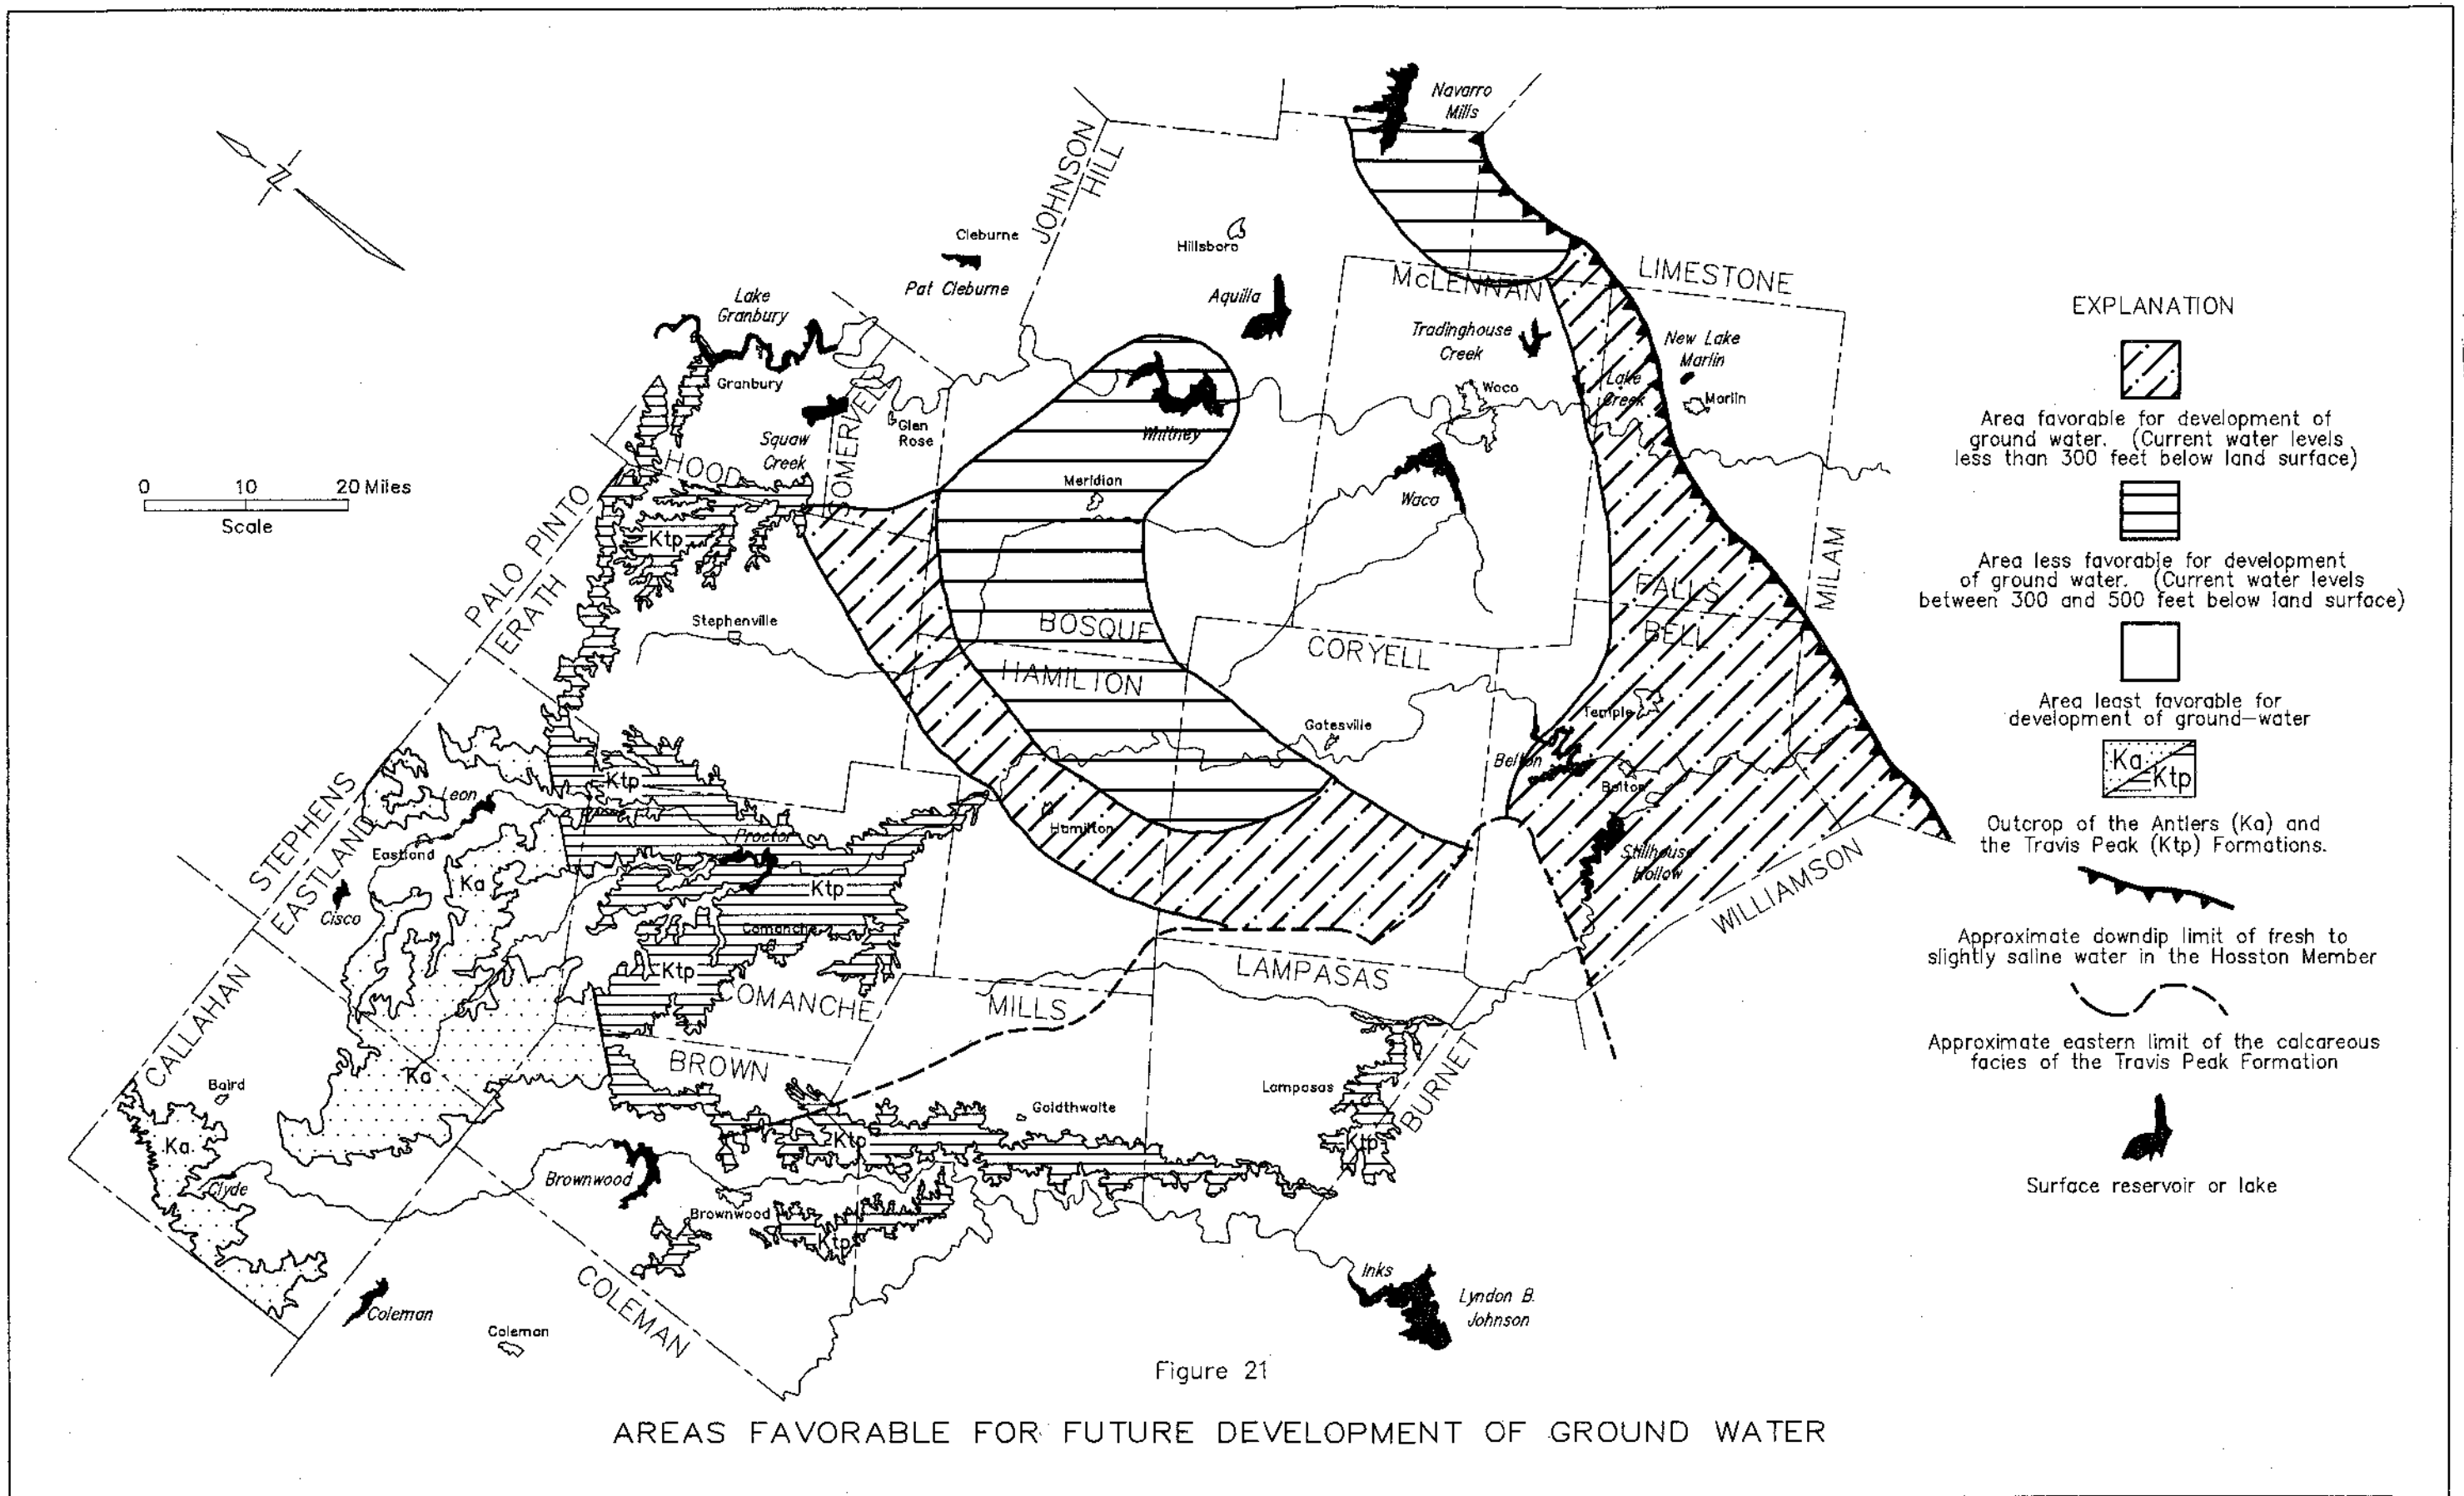 Navarro
Mills
JOHNSON
HILL
N
Cleburne
Hillsboro
Pat Cleburne
Aquilla
McLENNAN
LIMESTONE
Lake
Granbury
Granbury
Tradinghouse
Creek
New Lake
Marlin
Lake
Creek
Marlin
Waco
SOMERVELL
Glen
Rose
Squaw
Creek
HOOD
Whitney
Meridian
Waco
0 10 20 Miles
Scale
PALO PINTO
ERATH
Ktp
Stephenville
BOSQUE
HAMILTON
CORYELL
FALLS
BELL
MILAM
Gatesville
Temple
Belton
Belton
STEPHENS
EASTLAND
Leon
Ktp
Eastland
Proctor
Hamilton
Stillhouse
Hollow
WILLIAMSON
Ka
Ktp
Cisco
Comanche
Ktp
COMANCHE
MILLS
LAMPASAS
CALLAHAN
BROWN
BURNET
Baird
Ka
Ka
Clyde
Goldthwaite
Lampasas
Ktp
Ktp
Brownwood
Brownwood
Ktp
COLEMAN
Coleman
Coleman
Inks
Lyndon B.
Johnson
EXPLANATION
Area favorable for development of
ground water. (Current water levels
less than 300 feet below land surface)
Area less favorable for development
of ground water. (Current water levels
between 300 and 500 feet below land surface)
Area least favorable for
development of ground-water
Ka
Ktp
Outcrop of the Antlers (Ka) and
the Travis Peak (Ktp) Formations.
Approximate downdip limit of fresh to
slightly saline water in the Hosston Member
Approximate eastern limit of the calcareous
facies of the Travis Peak Formation
Surface reservoir or lake
Figure 21
AREAS FAVORABLE FOR FUTURE DEVELOPMENT OF GROUND WATER